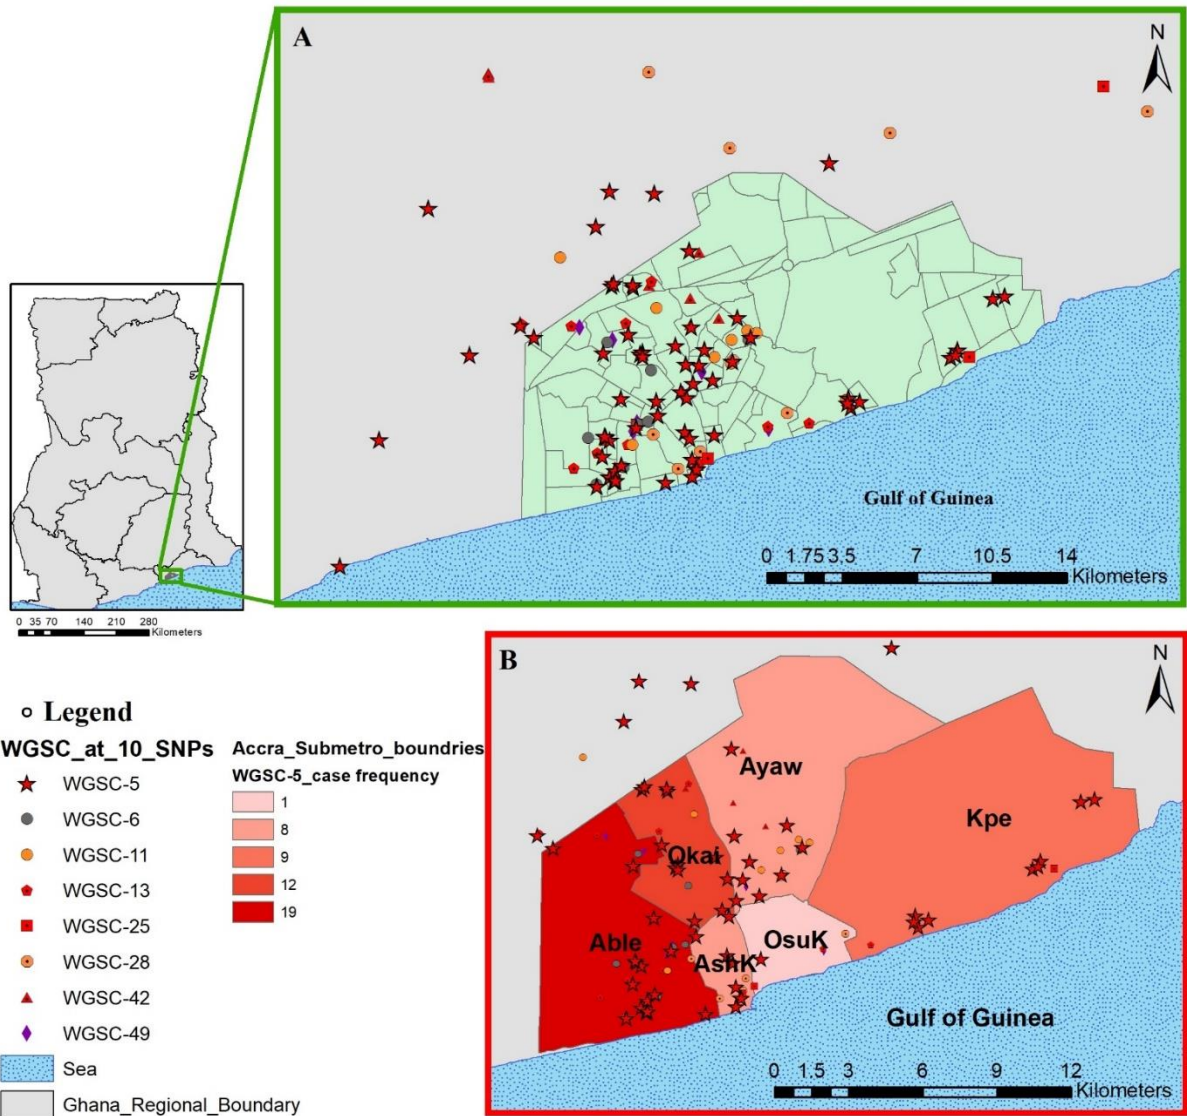 A
N
Gulf of Guinea
0 1.75 3.5 7 10.5 14
Kilometers
0 35 70 140 210 280
Kilometers
B
N
Ayaw
Kpe
Okai
Able
OsuK
AshK
Gulf of Guinea
0 1.5 3 6 9 12
Kilometers
Legend
WGSC_at_10_SNPs
WGSC-5
WGSC-6
WGSC-11
WGSC-13
WGSC-25
WGSC-28
WGSC-42
WGSC-49
Sea
Ghana_Regional_Boundary
Accra_Submetro_boundries
WGSC-5_case frequency
1
8
9
12
19